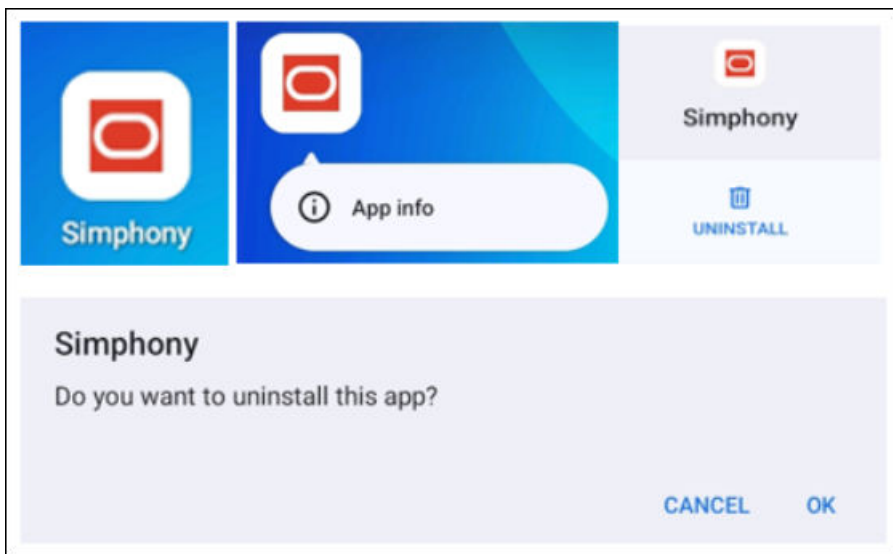 Simphony
App info
Simphony
UNINSTALL
Simphony
Do you want to uninstall this app?
CANCEL OK